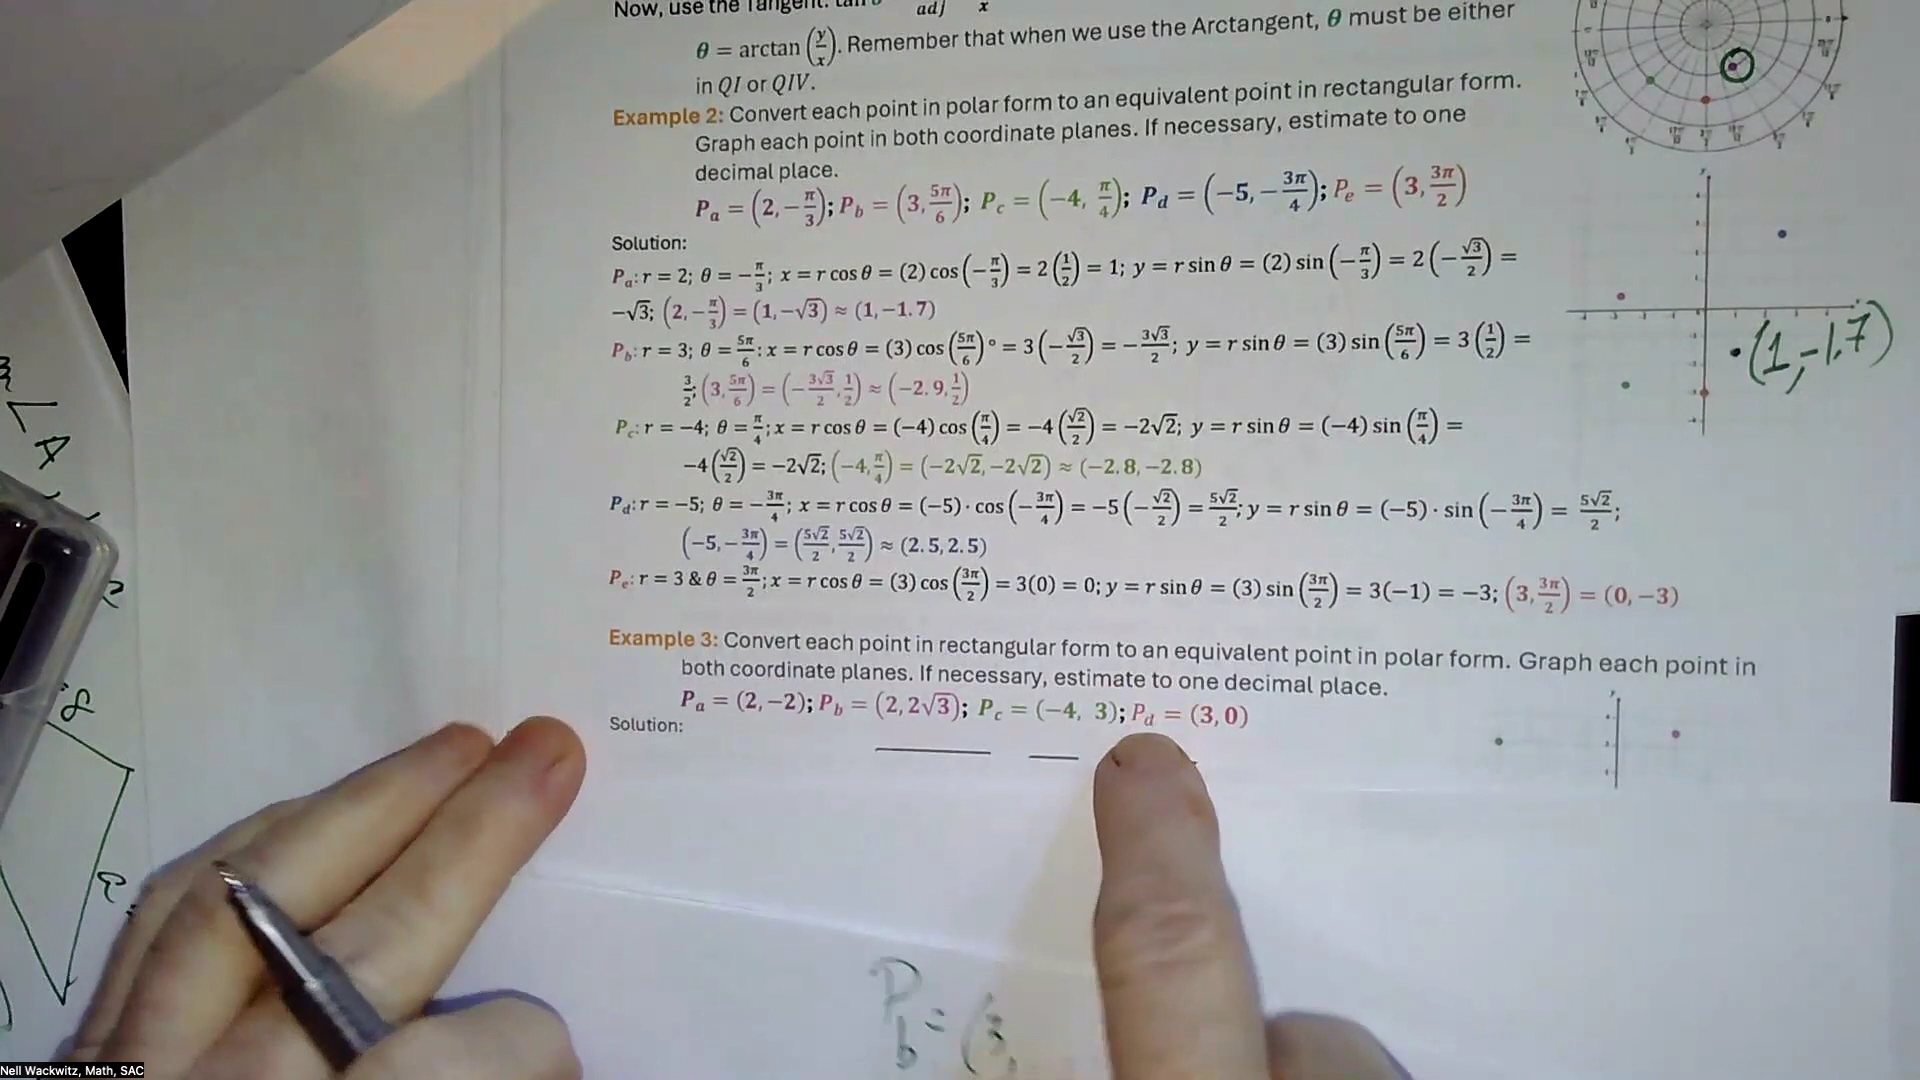 Now, use the Tangent: tan θ adj x
θ = arctan (y/x). Remember that when we use the Arctangent, θ must be either
in QI or QIV.
Example 2: Convert each point in polar form to an equivalent point in rectangular form.
Graph each point in both coordinate planes. If necessary, estimate to one
decimal place.
Pₐ = (2, −π/3); P_b = (3, 5π/6); P_c = (−4, π/4); P_d = (−5, −3π/4); Pₑ = (3, 3π/2)
Solution:
Pₐ: r = 2; θ = −π/3; x = r cos θ = (2) cos (−π/3) = 2 (1/2) = 1; y = r sin θ = (2) sin (−π/3) = 2 (−√3/2) =
−√3; (2, −π/3) = (1, −√3) ≈ (1, −1.7)
P_b: r = 3; θ = 5π/6; x = r cos θ = (3) cos (5π/6)° = 3 (−√3/2) = −3√3/2; y = r sin θ = (3) sin (5π/6) = 3 (1/2) =
3/2; (3, 5π/6) = (−3√3/2, 1/2) ≈ (−2.9, 1/2)
P_c: r = −4; θ = π/4; x = r cos θ = (−4) cos (π/4) = −4 (√2/2) = −2√2; y = r sin θ = (−4) sin (π/4) =
−4 (√2/2) = −2√2; (−4, π/4) = (−2√2, −2√2) ≈ (−2.8, −2.8)
P_d: r = −5; θ = −3π/4; x = r cos θ = (−5) · cos (−3π/4) = −5 (−√2/2) = 5√2/2; y = r sin θ = (−5) · sin (−3π/4) = 5√2/2;
(−5, −3π/4) = (5√2/2, 5√2/2) ≈ (2.5, 2.5)
Pₑ: r = 3 & θ = 3π/2; x = r cos θ = (3) cos (3π/2) = 3(0) = 0; y = r sin θ = (3) sin (3π/2) = 3(−1) = −3; (3, 3π/2) = (0, −3)
(1, −1.7)
Example 3: Convert each point in rectangular form to an equivalent point in polar form. Graph each point in
both coordinate planes. If necessary, estimate to one decimal place.
Pₐ = (2, −2); P_b = (2, 2√3); P_c = (−4, 3); P_d = (3, 0)
Solution:
P_b = (3,
Nell Wackwitz, Math, SAC